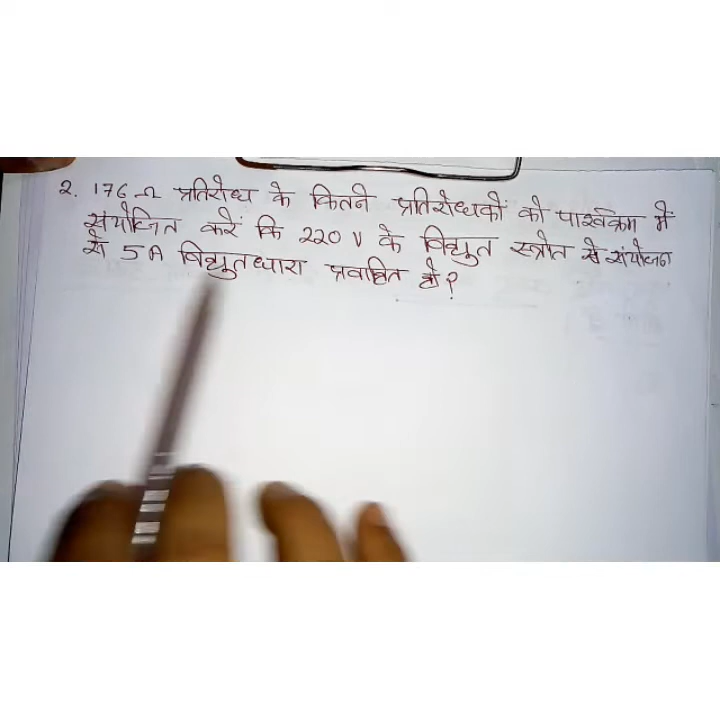 2. 176 Ω प्रतिरोध के कितने प्रतिरोधकों को पार्श्वक्रम में
संयोजित करें कि 220 V के विद्युत स्त्रोत से संयोजन
से 5A विद्युतधारा प्रवाहित हो?